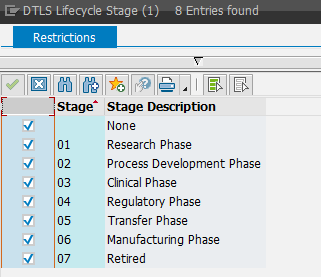 DTLS Lifecycle Stage (1) 8 Entries found
Restrictions
Stage Stage Description
None
01 Research Phase
02 Process Development Phase
03 Clinical Phase
04 Regulatory Phase
05 Transfer Phase
06 Manufacturing Phase
07 Retired